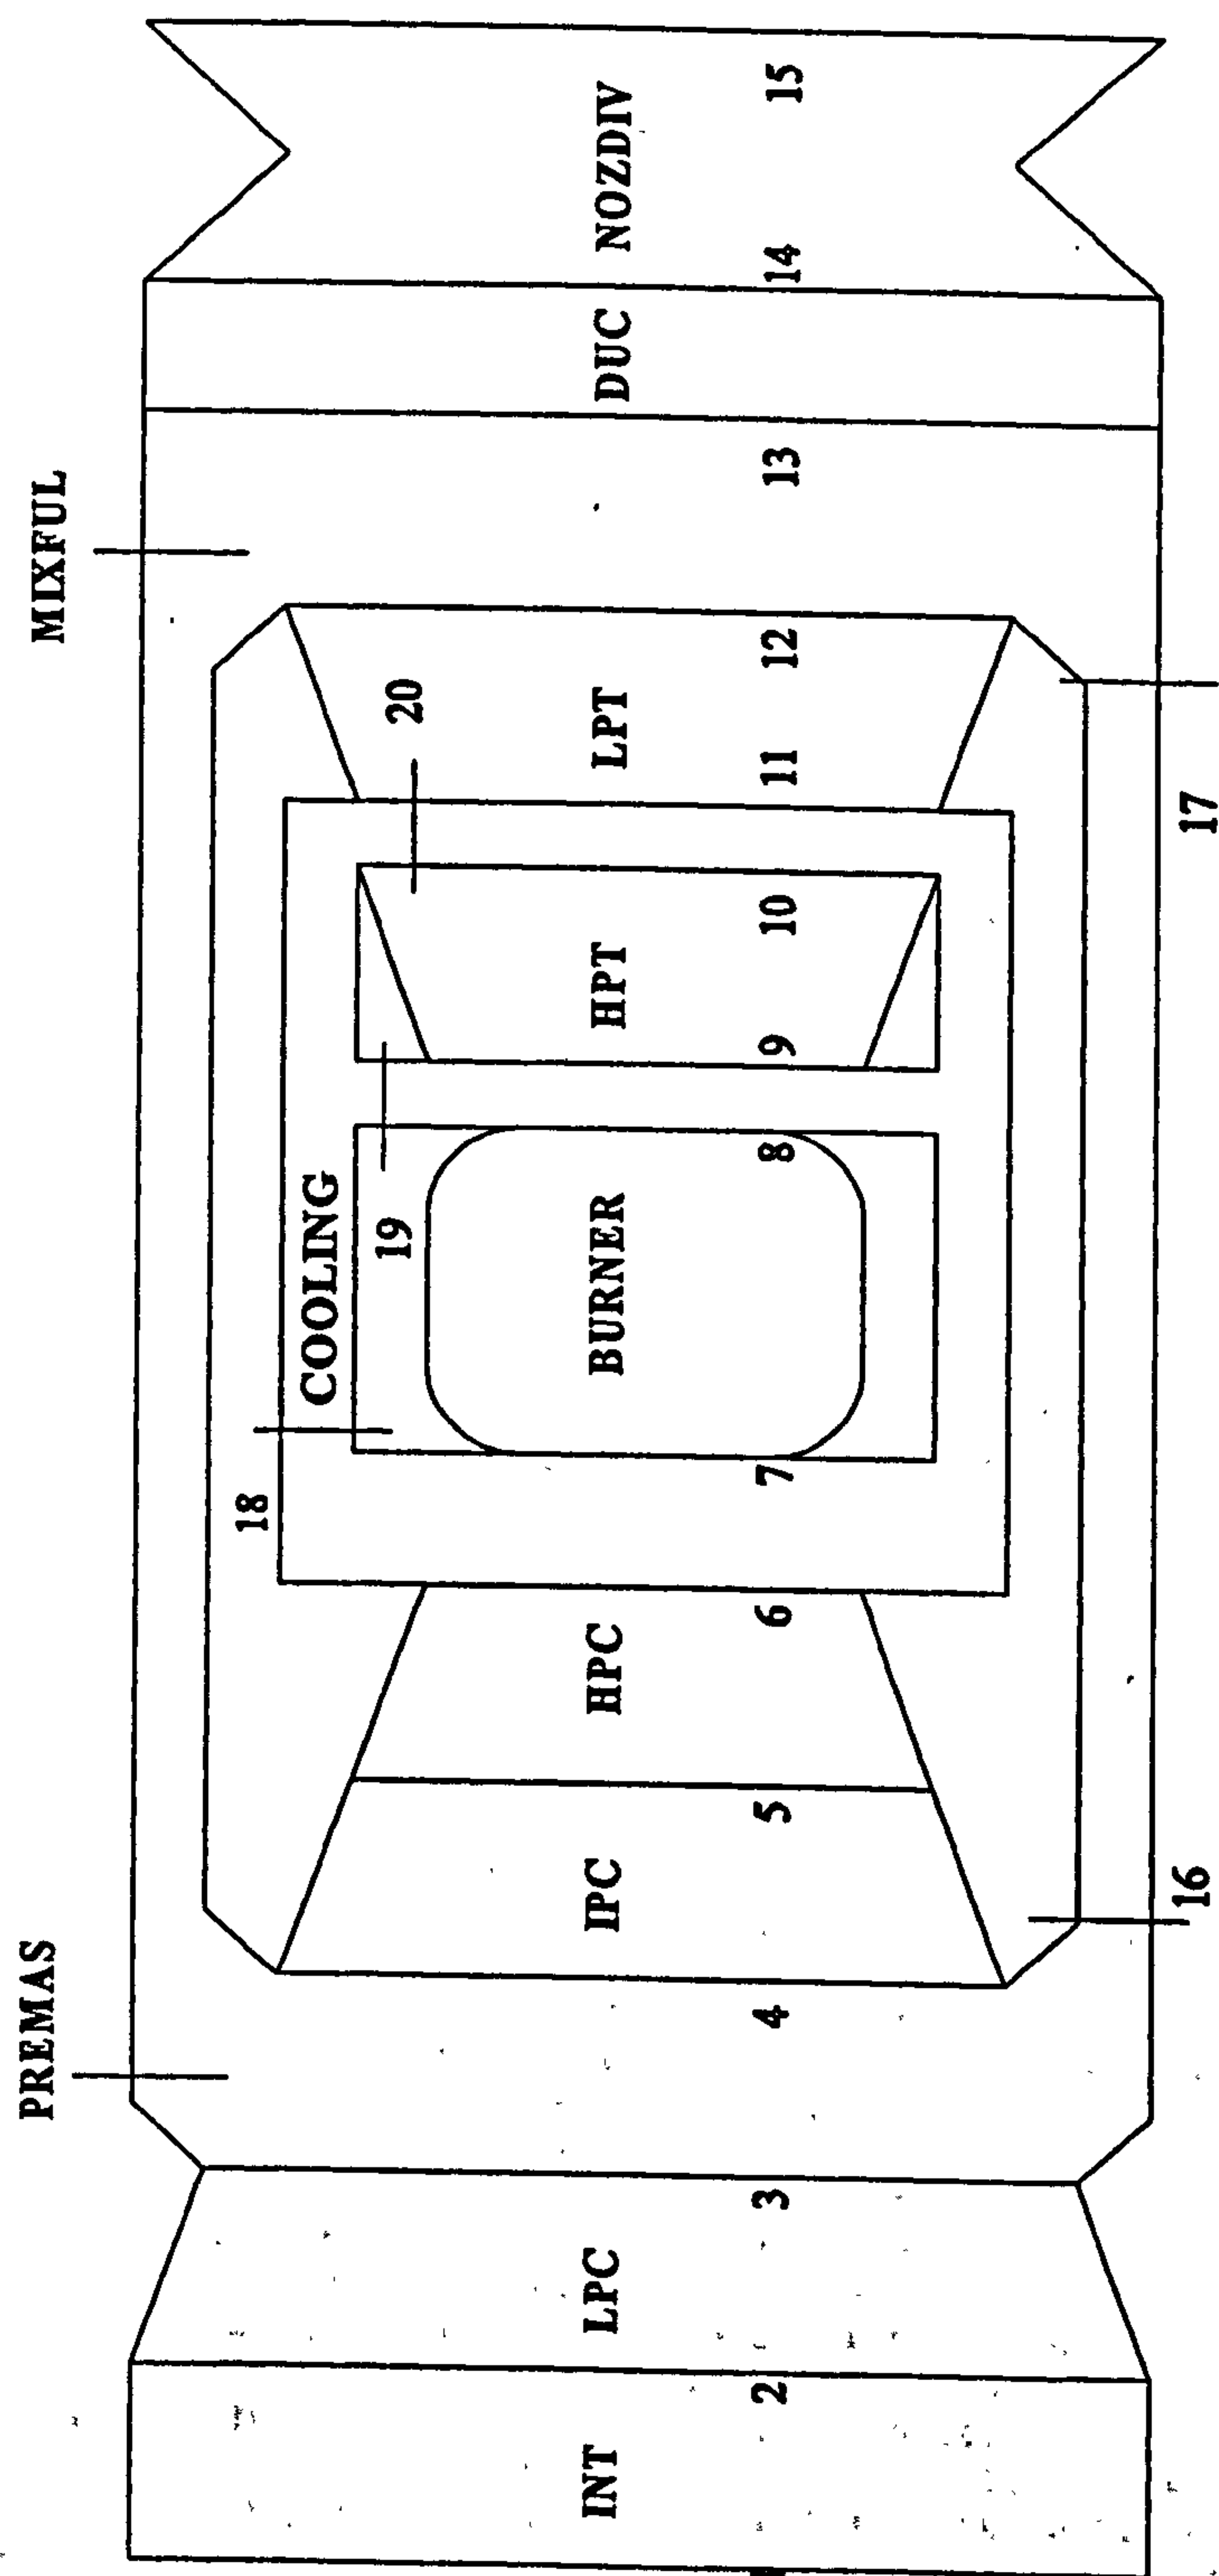 PREMAS
MIXFUL
18
COOLING
19
20
INT
LPC
IPC
HPC
BURNER
HPT
LPT
DUC
NOZDIV
2
3
4
5
6
7
8
9
10
11
12
13
14
15
16
17